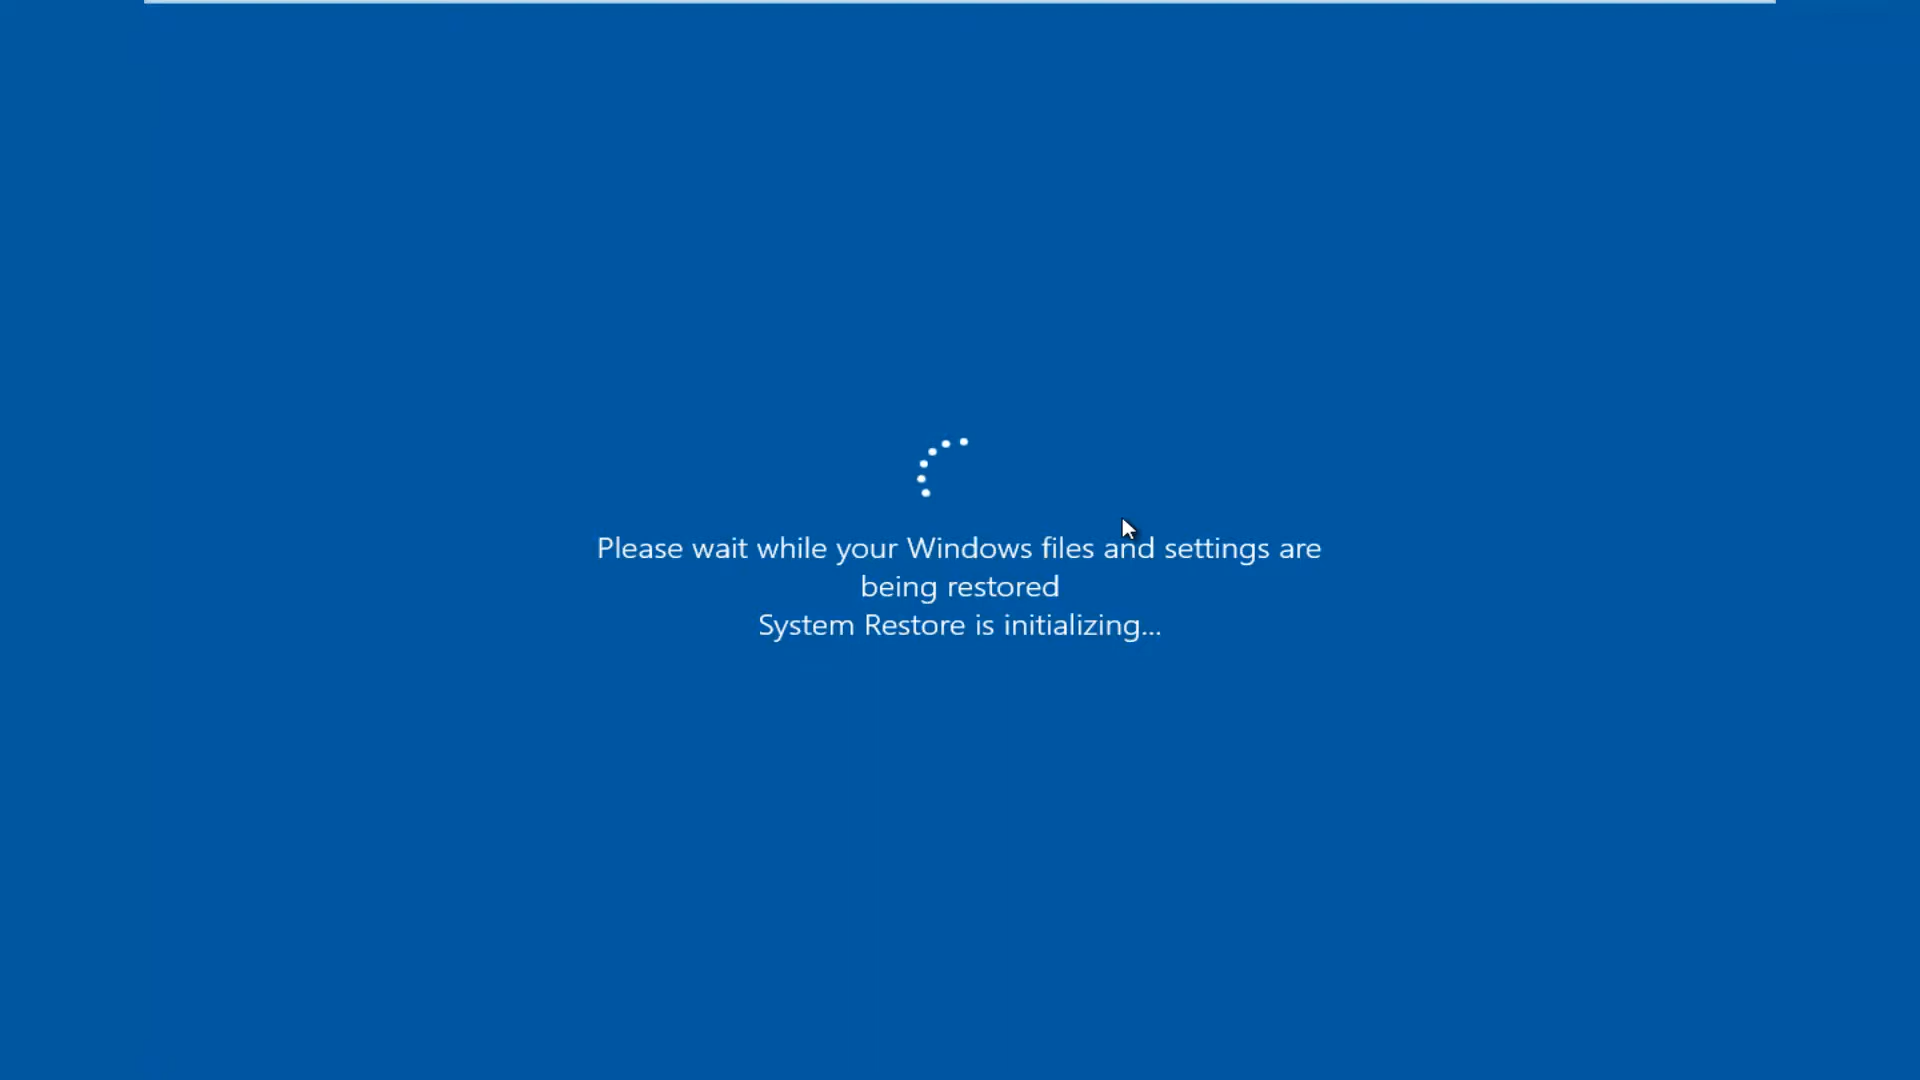 Please wait while your Windows files and settings are
being restored
System Restore is initializing...